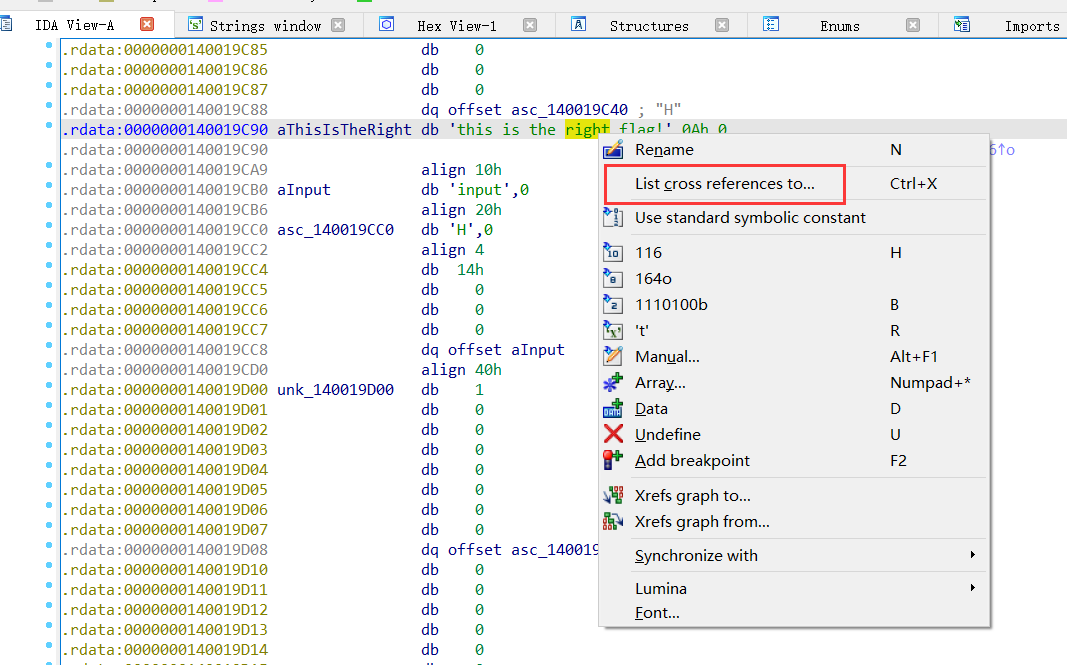 IDA View-A Strings window Hex View-1 Structures Enums Imports
.rdata:0000000140019C85 db 0
.rdata:0000000140019C86 db 0
.rdata:0000000140019C87 db 0
.rdata:0000000140019C88 dq offset asc_140019C40 ; "H"
.rdata:0000000140019C90 aThisIsTheRight db 'this is the right flag!',0Ah,0
.rdata:0000000140019C90
.rdata:0000000140019CA9 align 10h
.rdata:0000000140019CB0 aInput db 'input',0
.rdata:0000000140019CB6 align 20h
.rdata:0000000140019CC0 asc_140019CC0 db 'H',0
.rdata:0000000140019CC2 align 4
.rdata:0000000140019CC4 db 14h
.rdata:0000000140019CC5 db 0
.rdata:0000000140019CC6 db 0
.rdata:0000000140019CC7 db 0
.rdata:0000000140019CC8 dq offset aInput
.rdata:0000000140019CD0 align 40h
.rdata:0000000140019D00 unk_140019D00 db 1
.rdata:0000000140019D01 db 0
.rdata:0000000140019D02 db 0
.rdata:0000000140019D03 db 0
.rdata:0000000140019D04 db 0
.rdata:0000000140019D05 db 0
.rdata:0000000140019D06 db 0
.rdata:0000000140019D07 db 0
.rdata:0000000140019D08 dq offset asc_140019
.rdata:0000000140019D10 db 0
.rdata:0000000140019D11 db 0
.rdata:0000000140019D12 db 0
.rdata:0000000140019D13 db 0
.rdata:0000000140019D14 db 0
Rename N
List cross references to... Ctrl+X
Use standard symbolic constant
116 H
164o
1110100b B
't' R
Manual... Alt+F1
Array... Numpad+*
Data D
Undefine U
Add breakpoint F2
Xrefs graph to...
Xrefs graph from...
Synchronize with
Lumina
Font...